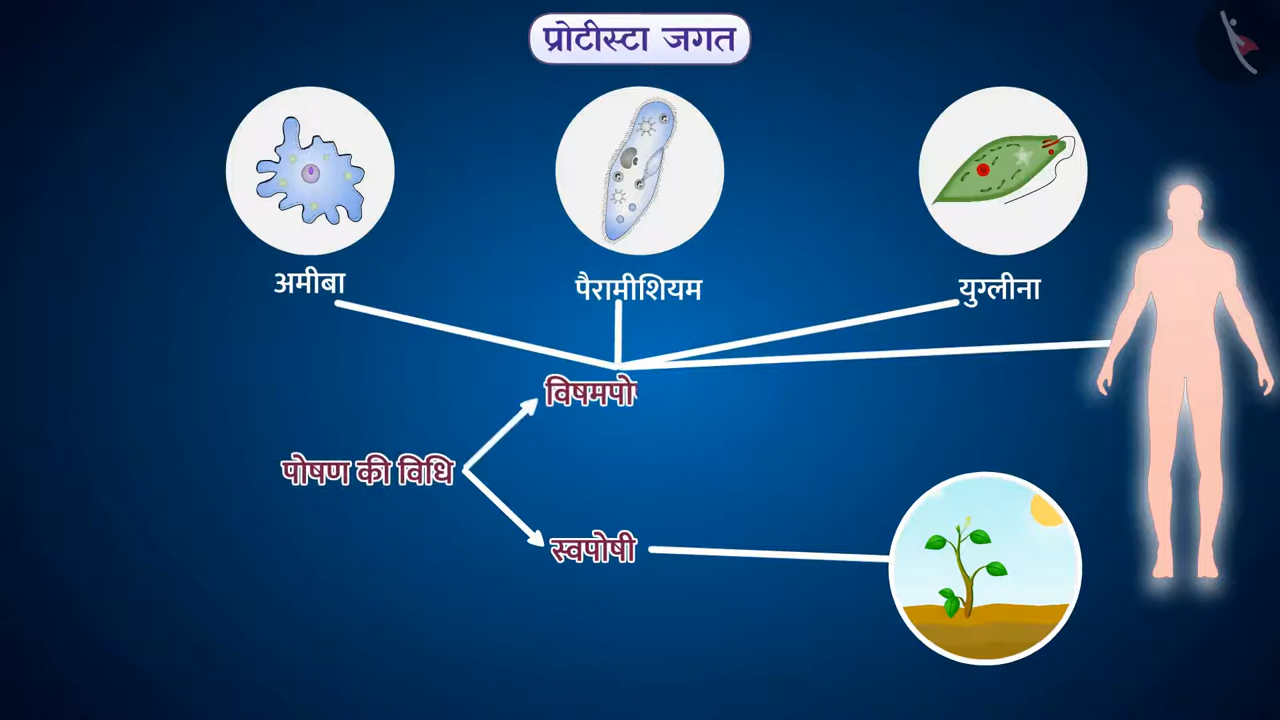 प्रोटीस्टा जगत
अमीबा
पैरामीशियम
युग्लीना
विषमपो
पोषण की विधि
स्वपोषी